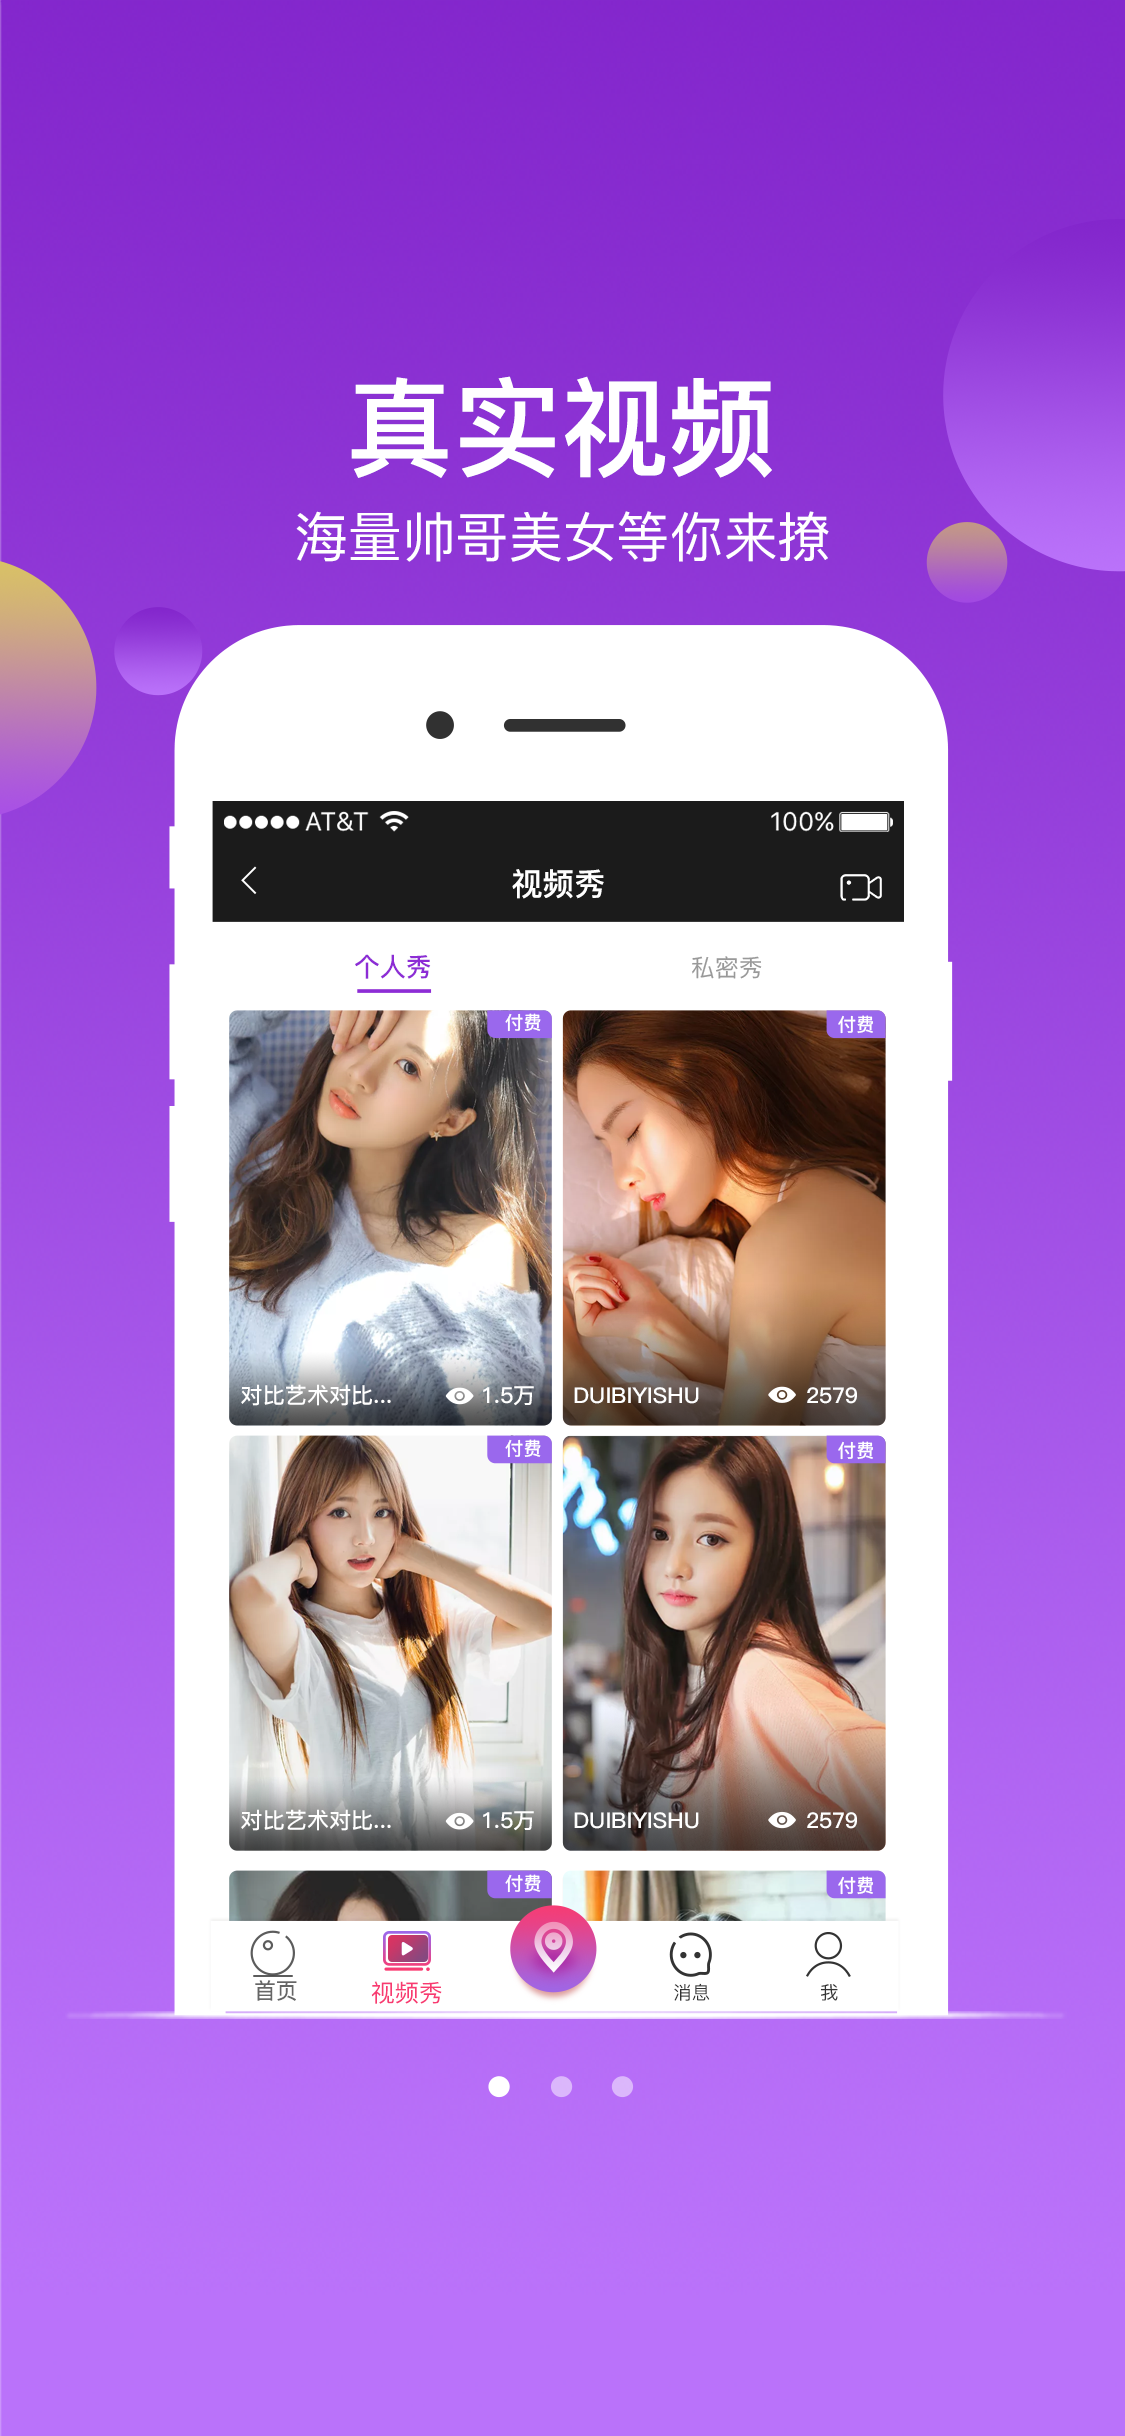 真实视频
海量帅哥美女等你来撩
AT&T 100%
视频秀
个人秀 私密秀
付费 付费
对比艺术对比... 1.5万 DUIBIYISHU 2579
付费 付费
对比艺术对比... 1.5万 DUIBIYISHU 2579
付费 付费
首页 视频秀 消息 我